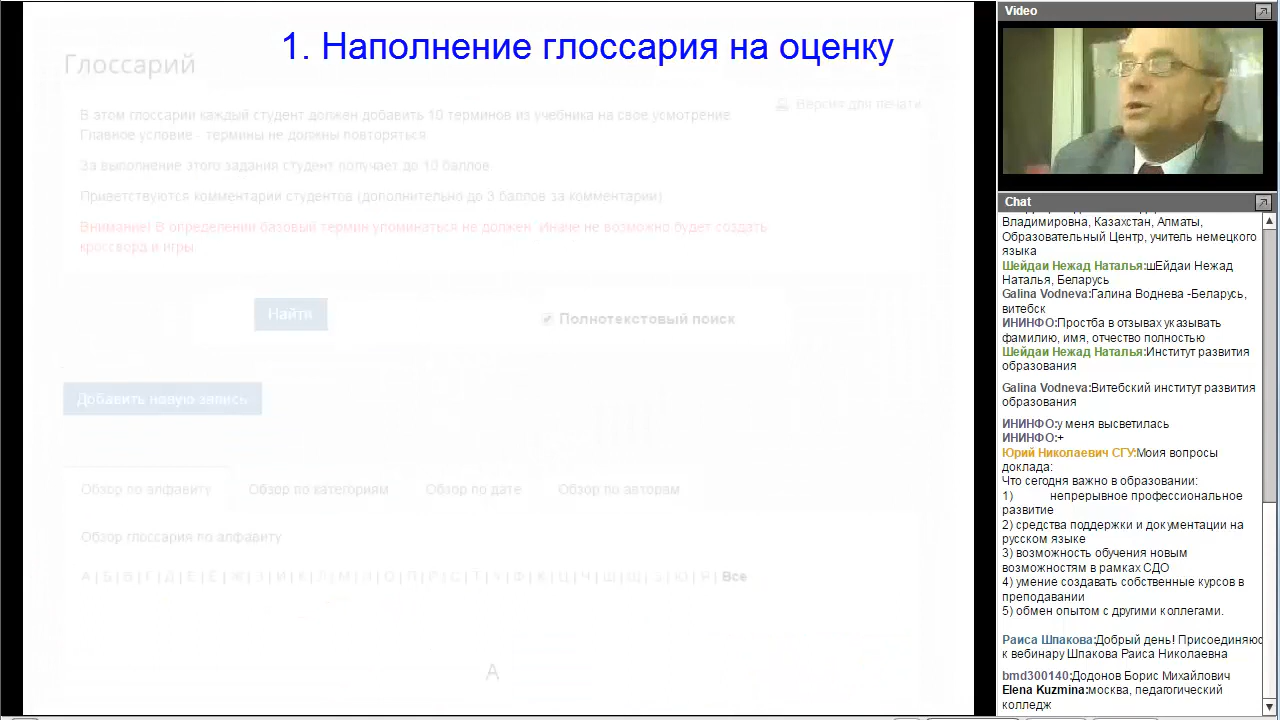 1. Наполнение глоссария на оценку
Глоссарий
Версия для печати
В этом глоссарии каждый студент должен добавить 10 терминов из учебника на свое усмотрение
Главное условие - термины не должны повторяться
За выполнение этого задания студент получает до 10 баллов
Приветствуются комментарии студентов (дополнительно до 3 баллов за комментарии)
Внимание! В определении базовый термин упоминаться не должен. Иначе не возможно будет создать
кроссворд и игры
Найти
Полнотекстовый поиск
Добавить новую запись
Обзор по алфавиту Обзор по категориям Обзор по дате Обзор по авторам
Обзор глоссария по алфавиту
А | Б | В | Г | Д | Е | Ё | Ж | З | И | К | Л | М | Н | О | П | Р | С | Т | У | Ф | Х | Ц | Ч | Ш | Щ | Э | Ю | Я | Все
А
Video
Chat
Владимировна, Казахстан, Алматы,
Образовательный Центр, учитель немецкого
языка
Шейдаи Нежад Наталья:шЕйдаи Нежад
Наталья, Беларусь
Galina Vodneva:Галина Воднева -Беларусь,
витебск
ИНИНФО:Простба в отзывах указывать
фамилию, имя, отчество полностью
Шейдаи Нежад Наталья:Институт развития
образования
Galina Vodneva:Витебский институт развития
образования
ИНИНФО:у меня высветилась
ИНИНФО:+
Юрий Николаевич СГУ:Моия вопросы
доклада:
Что сегодня важно в образовании:
1) непрерывное профессиональное
развитие
2) средства поддержки и документации на
русском языке
3) возможность обучения новым
возможностям в рамках СДО
4) умение создавать собственные курсов в
преподавании
5) обмен опытом с другими коллегами.
Раиса Шпакова:Добрый день! Присоединяюс
к вебинару Шпакова Раиса Николаевна
bmd300140:Додонов Борис Михайлович
Elena Kuzmina:москва, педагогический
колледж